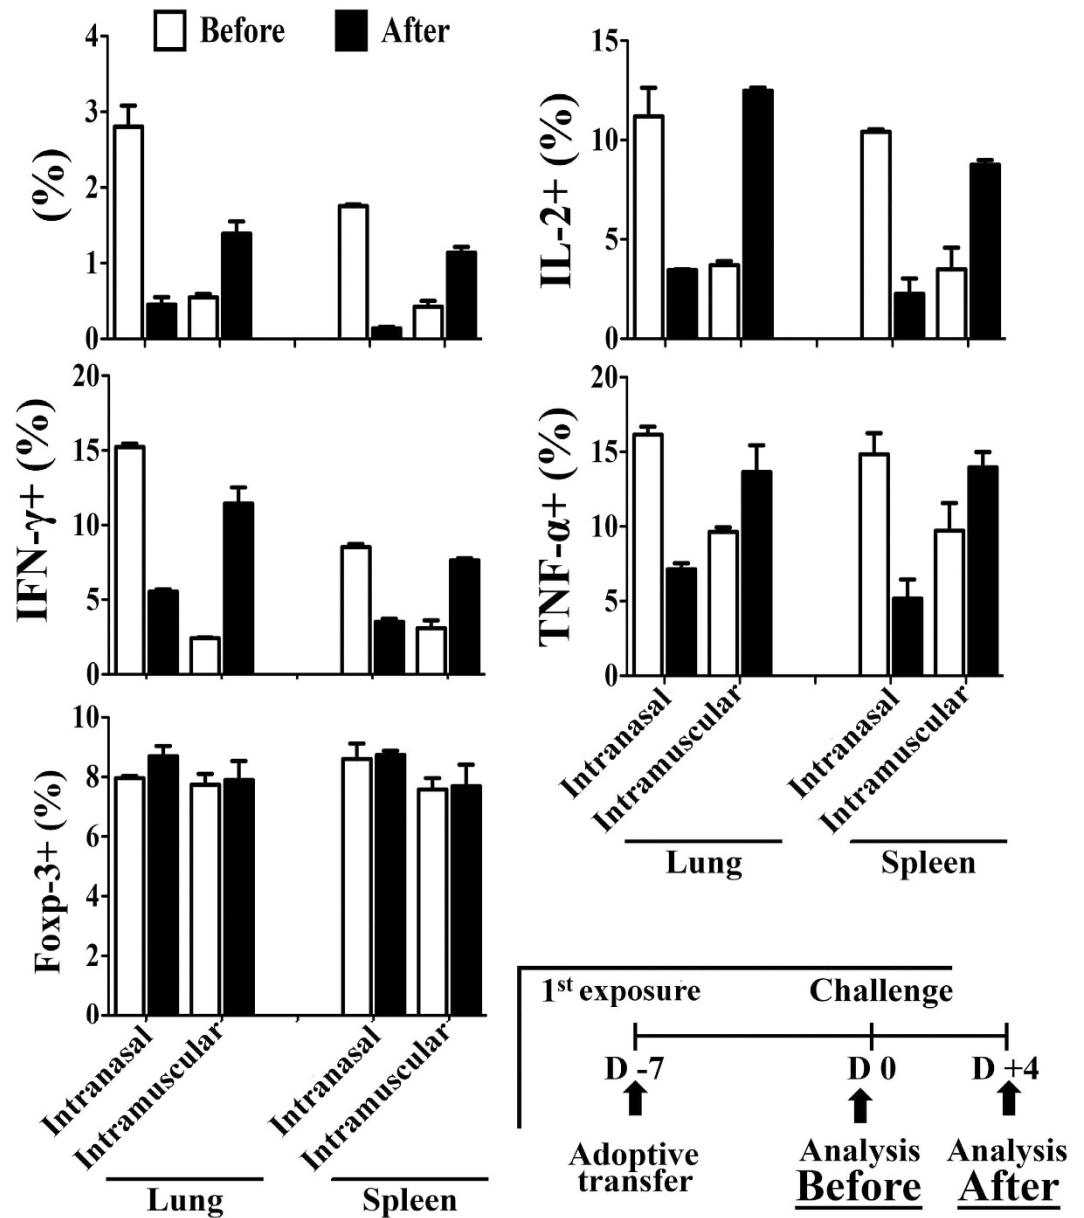 Before After
4
3
2
1
0
(%)
15
10
5
0
IL-2+ (%)
20
15
10
5
0
IFN-γ+ (%)
20
15
10
5
0
TNF-α+ (%)
Intranasal
Intramuscular
Intranasal
Intramuscular
Lung Spleen
10
8
6
4
2
0
Foxp-3+ (%)
Intranasal
Intramuscular
Intranasal
Intramuscular
Lung Spleen
1st exposure Challenge
D -7 D 0 D +4
Adoptive
transfer
Analysis
Before
Analysis
After